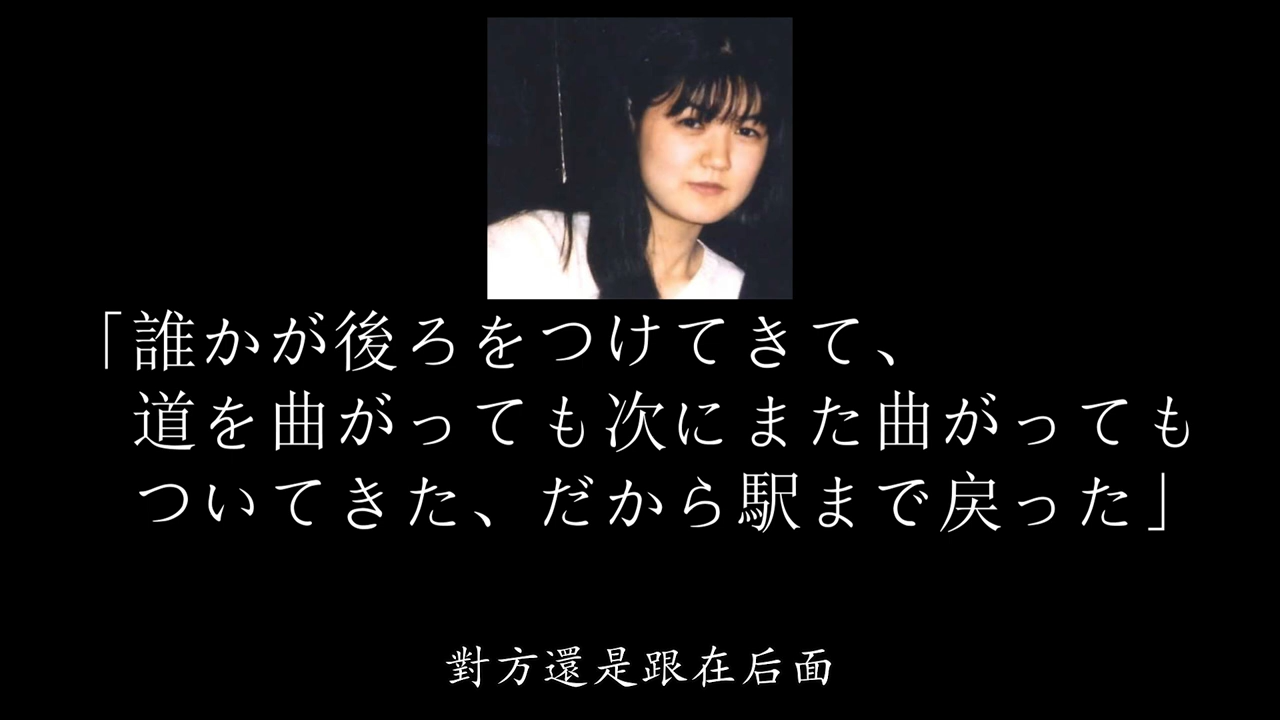 「誰かが後ろをつけてきて、
道を曲がっても次にまた曲がっても
ついてきた、だから駅まで戻った」
對方還是跟在后面